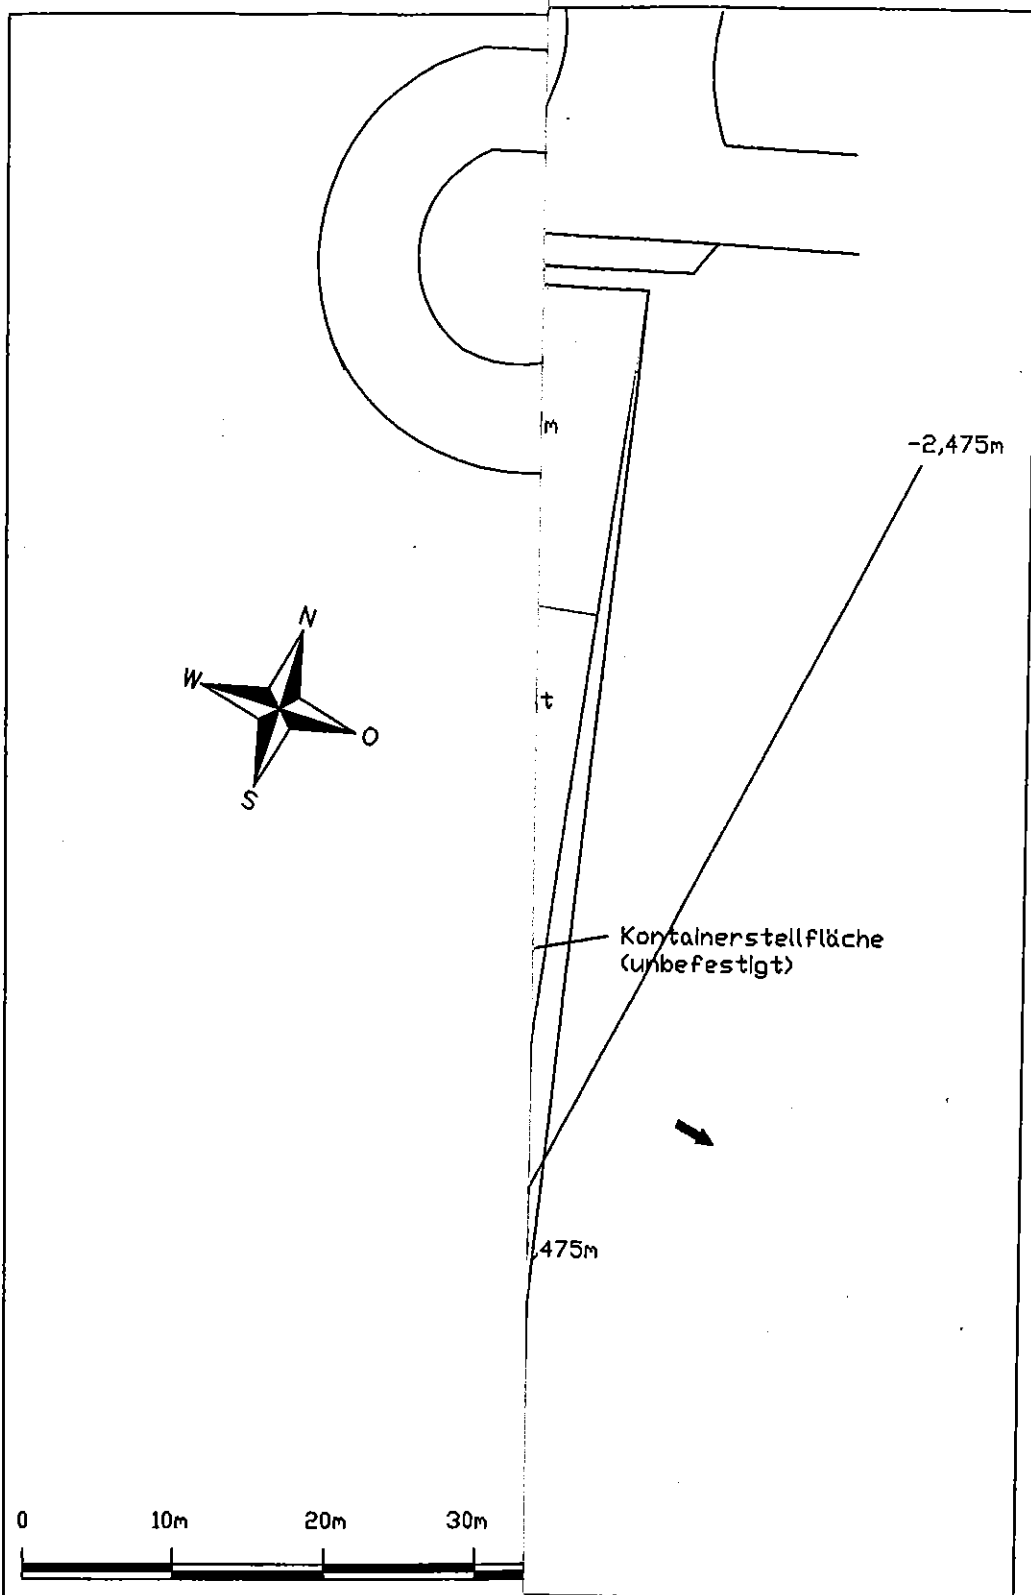 m
-2,475m
N
W
O
S
t
Kontainerstellfläche
(unbefestigt)
,475m
0 10m 20m 30m